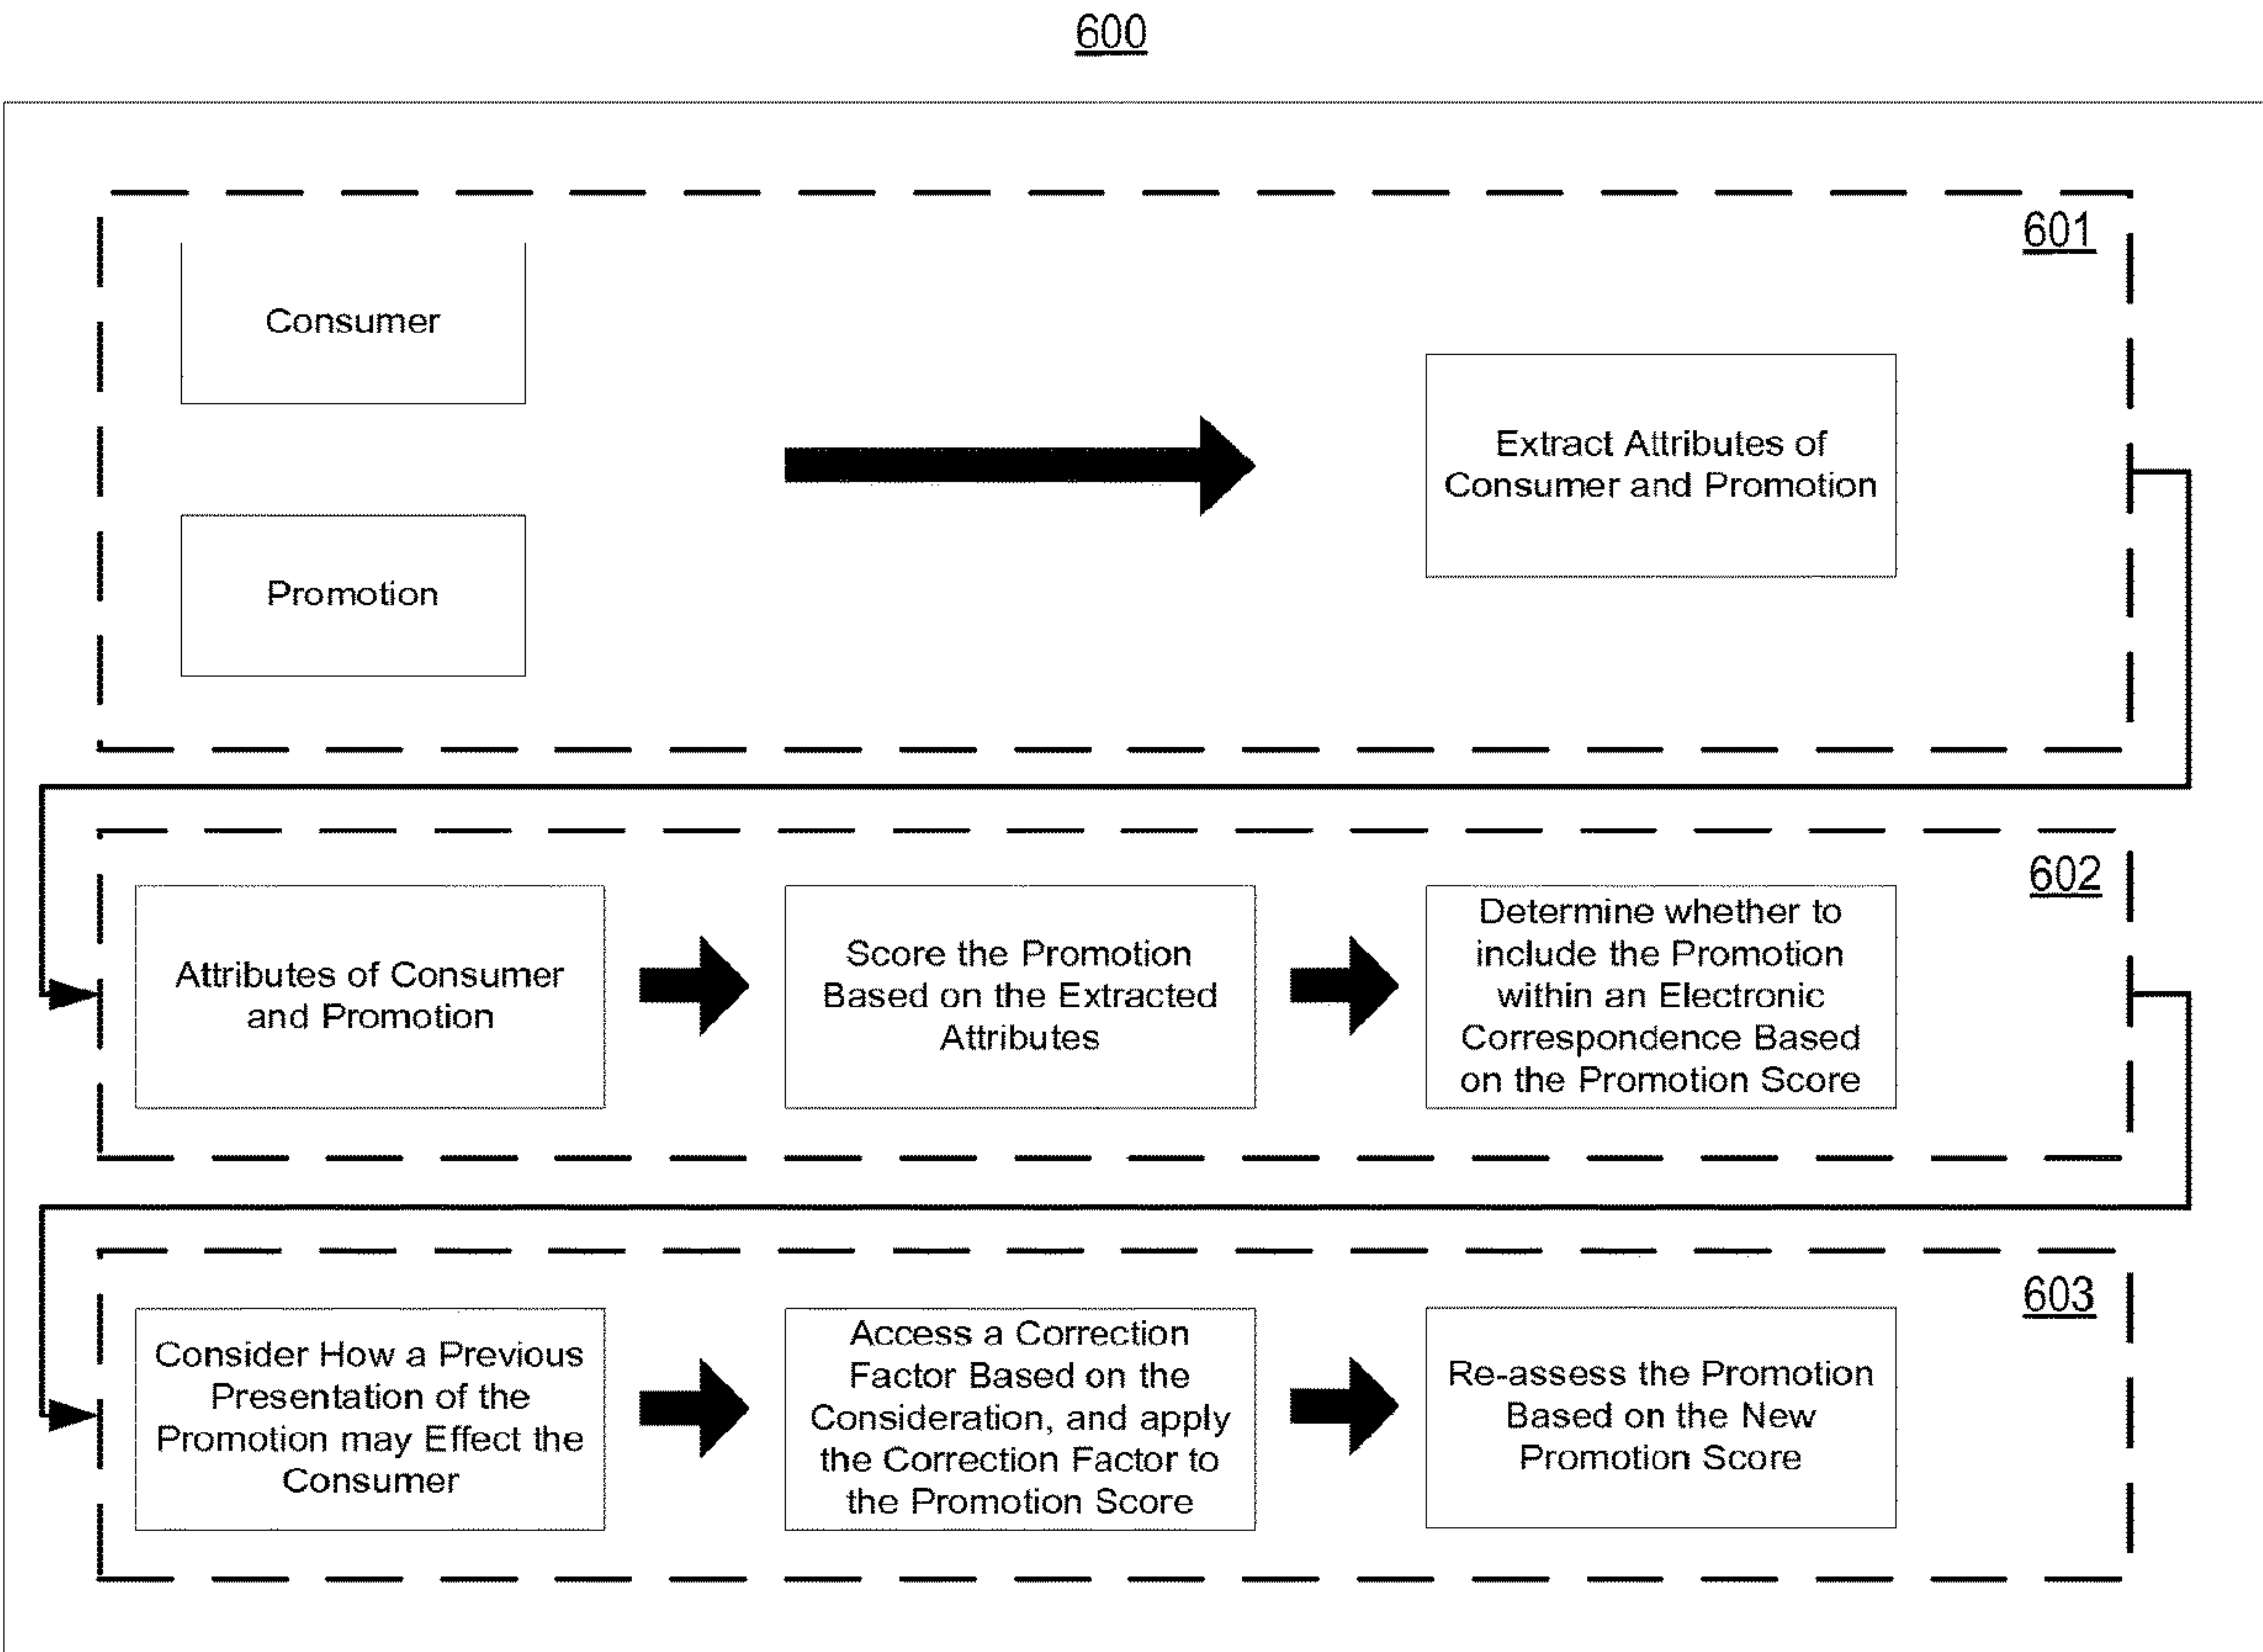 600
601
Consumer
Extract Attributes of
Consumer and Promotion
Promotion
602
Attributes of Consumer
and Promotion
Score the Promotion
Based on the Extracted
Attributes
Determine whether to
include the Promotion
within an Electronic
Correspondence Based
on the Promotion Score
603
Consider How a Previous
Presentation of the
Promotion may Effect the
Consumer
Access a Correction
Factor Based on the
Consideration, and apply
the Correction Factor to
the Promotion Score
Re-assess the Promotion
Based on the New
Promotion Score